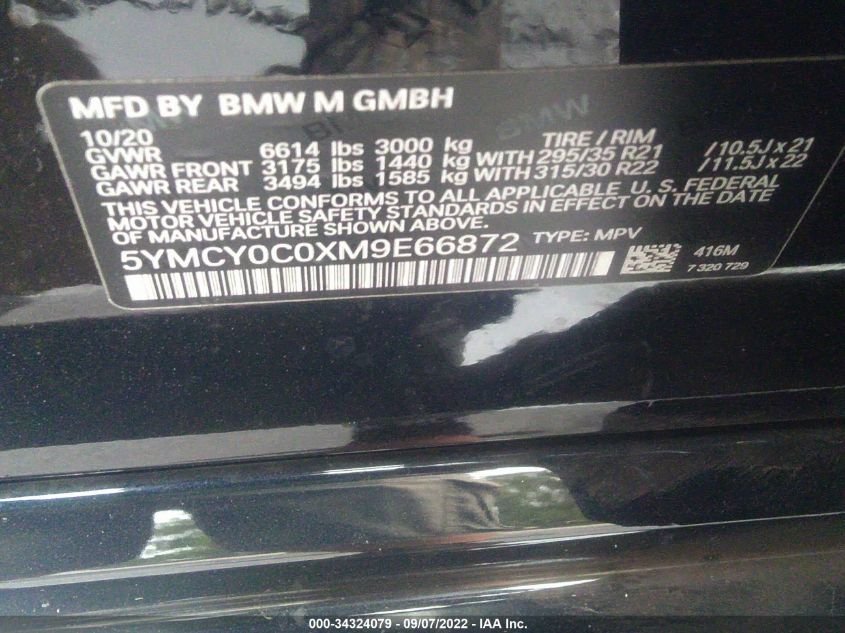 MFD BY BMW M GMBH
10/20 TIRE / RIM
GVWR 6614 lbs 3000 kg
GAWR FRONT 3175 lbs 1440 kg WITH 295/35 R21 / 10.5J x 21
GAWR REAR 3494 lbs 1585 kg WITH 315/30 R22 / 11.5J x 22
THIS VEHICLE CONFORMS TO ALL APPLICABLE U. S. FEDERAL
MOTOR VEHICLE SAFETY STANDARDS IN EFFECT ON THE DATE
OF MANUFACTURE SHOWN ABOVE.
5YMCY0C0XM9E66872 TYPE: MPV 416M
7 320 729
000-34324079 - 09/07/2022 - IAA Inc.